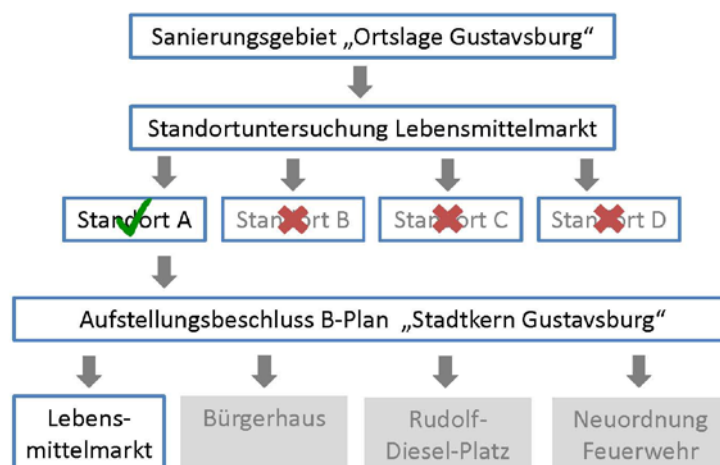 Sanierungsgebiet „Ortslage Gustavsburg“
Standortuntersuchung Lebensmittelmarkt
Standort A
Standort B
Standort C
Standort D
Aufstellungsbeschluss B-Plan „Stadtkern Gustavsburg“
Lebens-
mittelmarkt
Bürgerhaus
Rudolf-
Diesel-Platz
Neuordnung
Feuerwehr